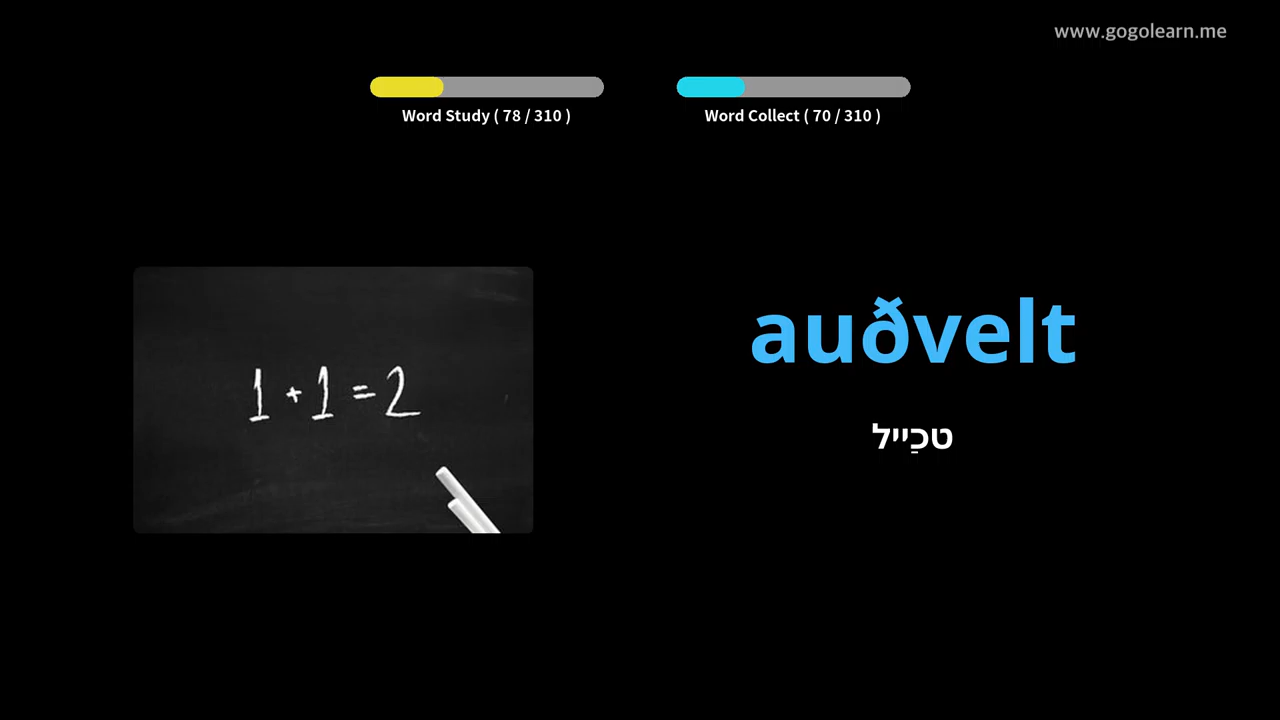 www.gogolearn.me
Word Study ( 78 / 310 )
Word Collect ( 70 / 310 )
1 + 1 = 2
auðvelt
טכַייל